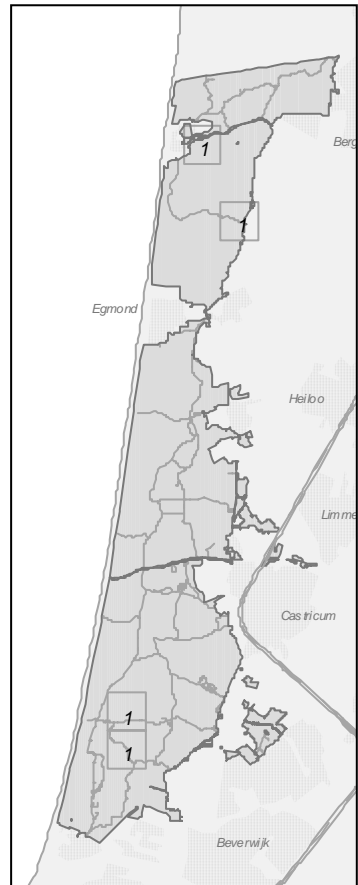 Berg
1
1
Egmond
Heiloo
Limme
Castricum
1
1
Beverwijk